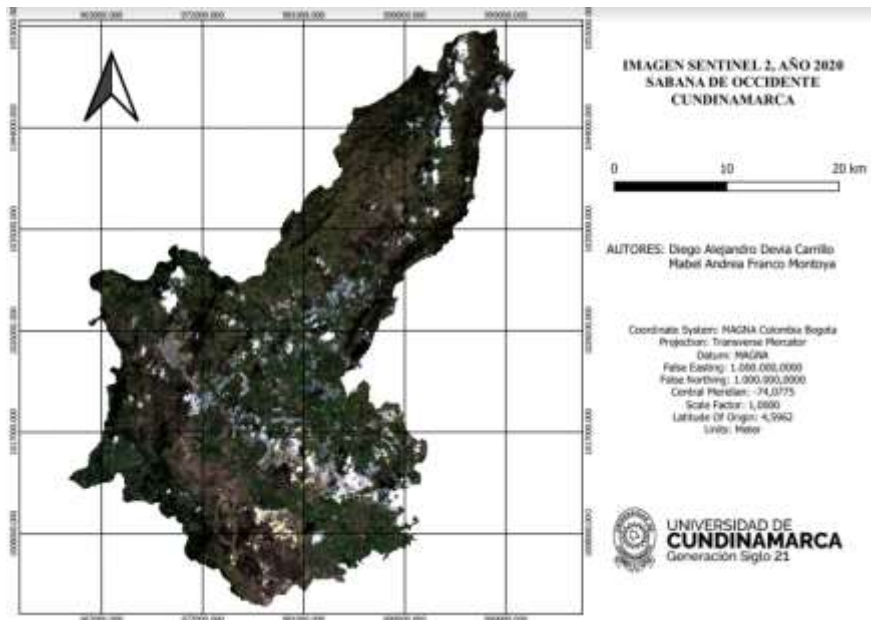 IMAGEN SENTINEL 2, AÑO 2020
SABANA DE OCCIDENTE
CUNDINAMARCA
0 10 20 km
AUTORES: Diego Alejandro Devia Carrillo
Mabel Andrea Franco Montoya
Coordinate System: MAGNA Colombia Bogota
Projection: Transverse Mercator
Datum: MAGNA
False Easting: 1.000.000,0000
False Northing: 1.000.000,0000
Central Meridian: -74,0775
Scale Factor: 1,0000
Latitude Of Origin: 4,5962
Units: Meter
UNIVERSIDAD DE
CUNDINAMARCA
Generación Siglo 21